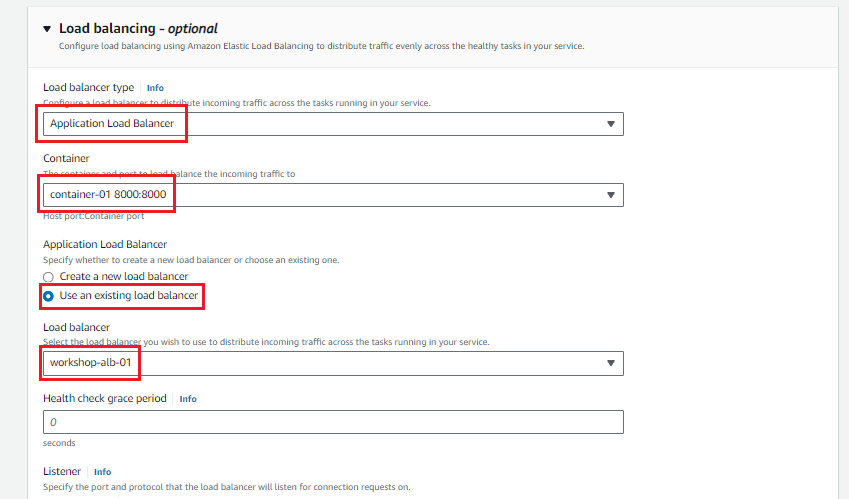 Load balancing - optional
Configure load balancing using Amazon Elastic Load Balancing to distribute traffic evenly across the healthy tasks in your service.
Load balancer type Info
Configure a load balancer to distribute incoming traffic across the tasks running in your service.
Application Load Balancer
Container
The container and port to load balance the incoming traffic to
container-01 8000:8000
Host port:Container port
Application Load Balancer
Specify whether to create a new load balancer or choose an existing one.
Create a new load balancer
Use an existing load balancer
Load balancer
Select the load balancer you wish to use to distribute incoming traffic across the tasks running in your service.
workshop-alb-01
Health check grace period Info
0
seconds
Listener Info
Specify the port and protocol that the load balancer will listen for connection requests on.